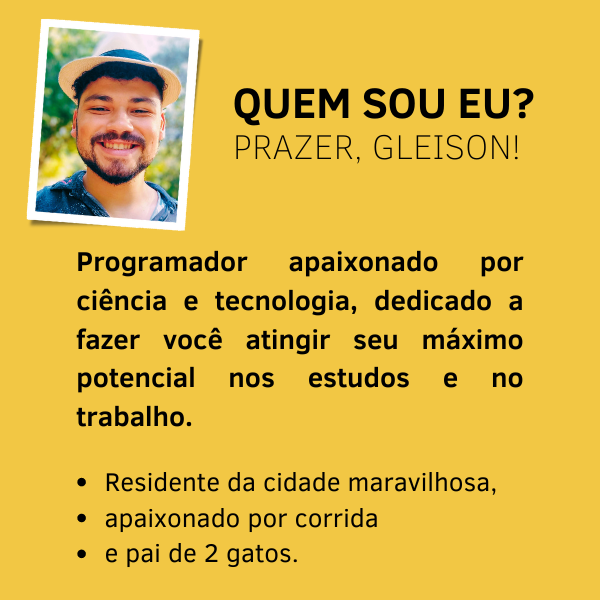 QUEM SOU EU?
PRAZER, GLEISON!
Programador apaixonado por
ciência e tecnologia, dedicado a
fazer você atingir seu máximo
potencial nos estudos e no
trabalho.
• Residente da cidade maravilhosa,
• apaixonado por corrida
• e pai de 2 gatos.